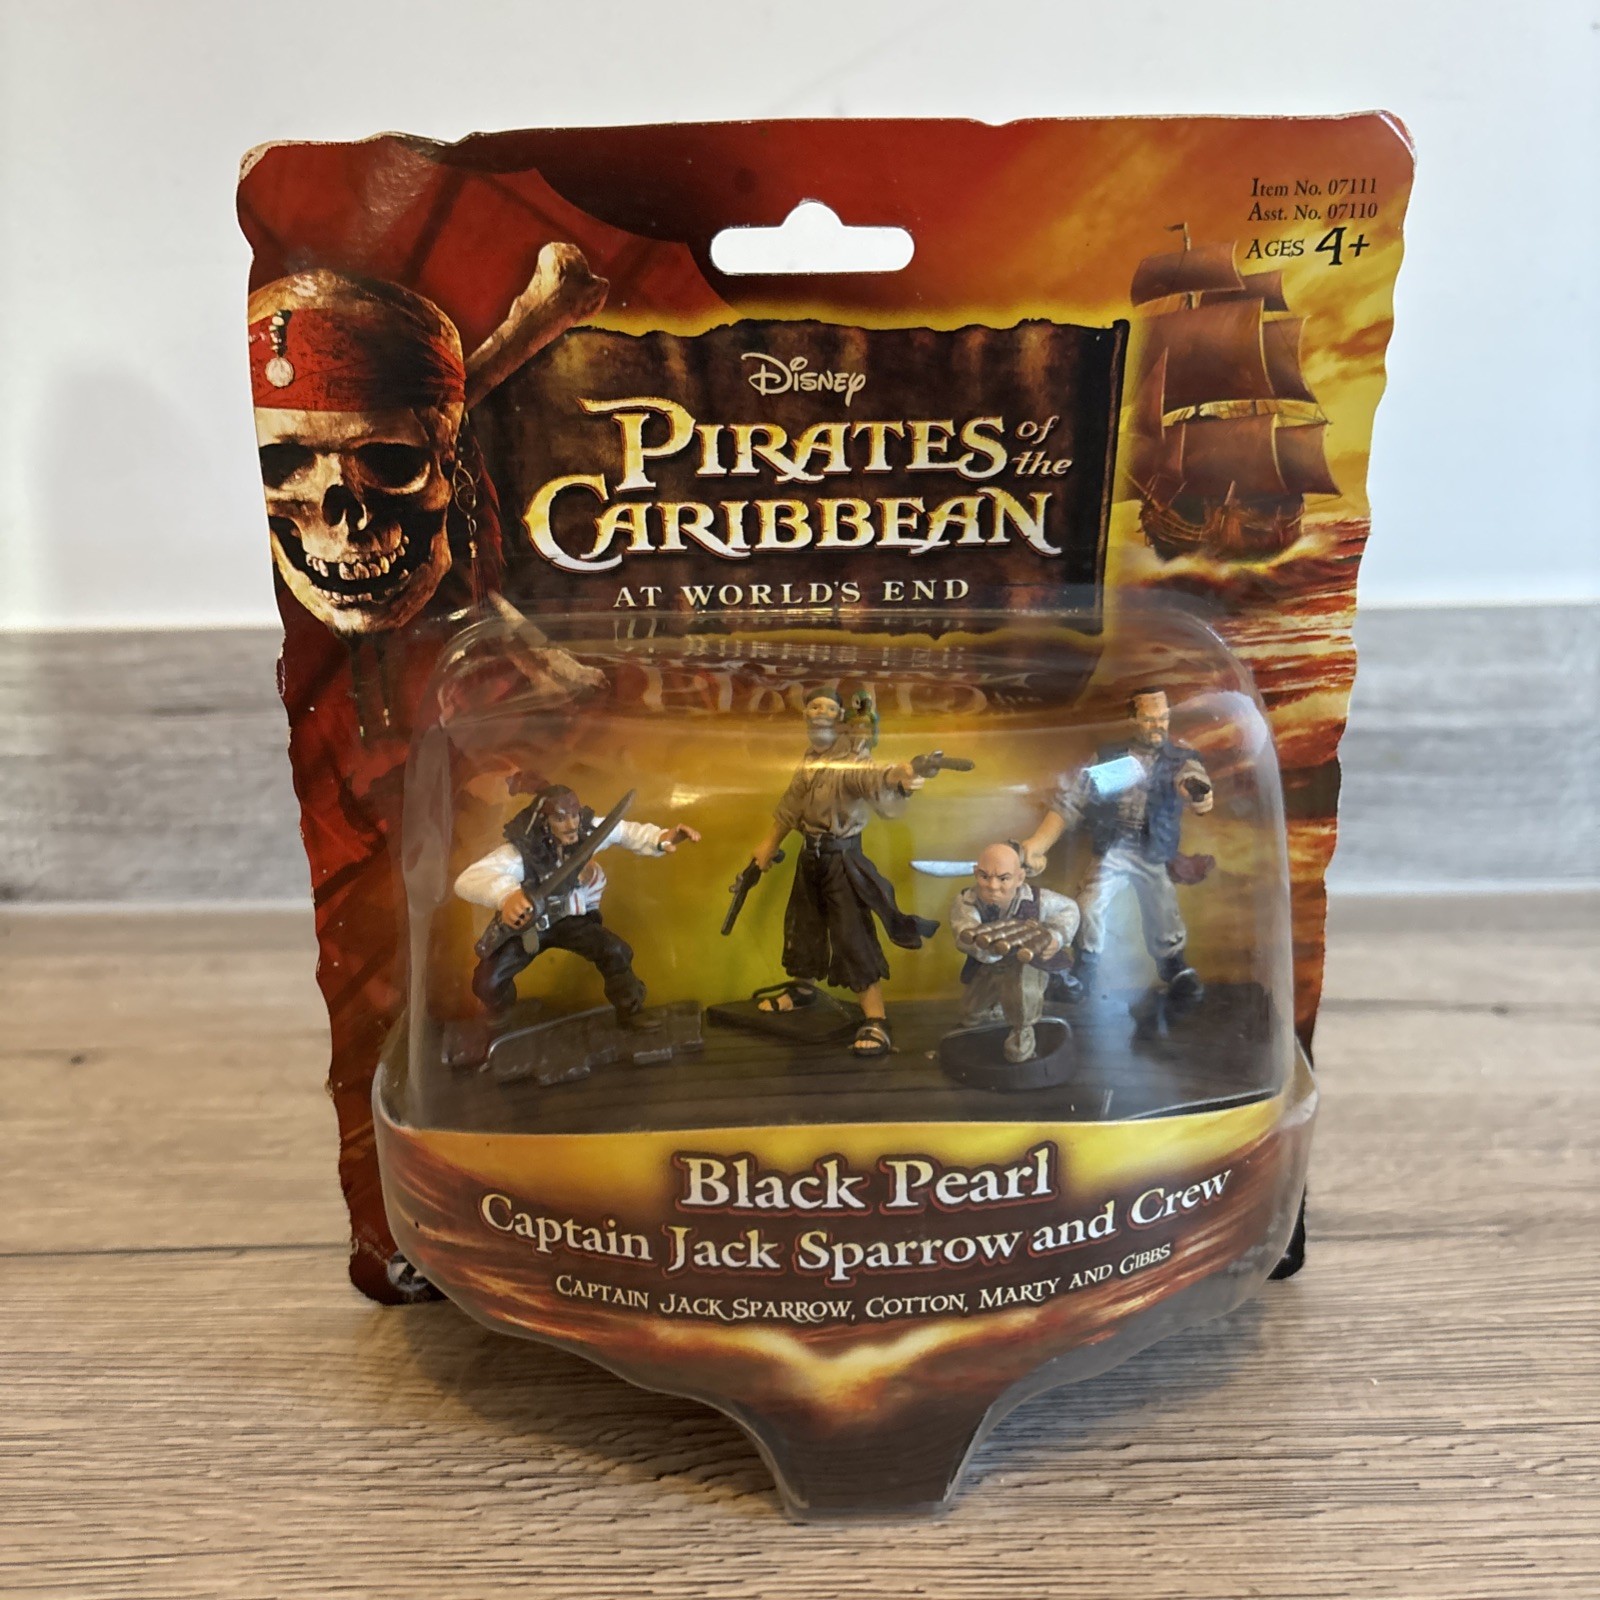 Item No. 07111
Asst. No. 07110
AGES 4+
DISNEY
PIRATES of the
CARIBBEAN
AT WORLD'S END
Black Pearl
Captain Jack Sparrow and Crew
CAPTAIN JACK SPARROW, COTTON, MARTY AND GIBBS